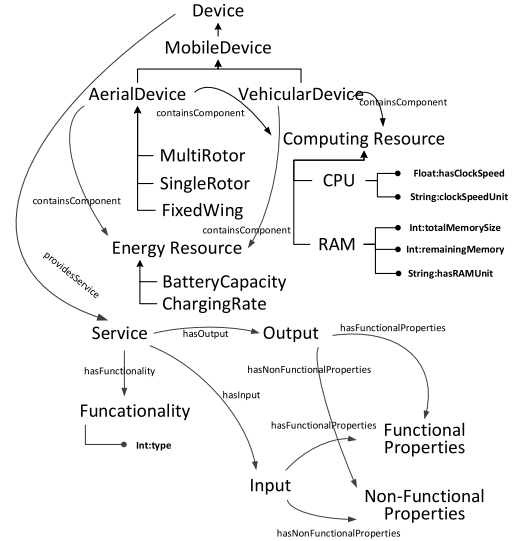 Device
MobileDevice
AerialDevice
VehicularDevice
containsComponent
containsComponent
Computing Resource
MultiRotor
SingleRotor
FixedWing
CPU
Float:hasClockSpeed
String:clockSpeedUnit
containsComponent
containsComponent
RAM
Int:totalMemorySize
Int:remainingMemory
String:hasRAMUnit
Energy Resource
BatteryCapacity
ChargingRate
providesService
Service
hasOutput
Output
hasFunctionalProperties
hasFunctionality
hasNonFunctionalProperties
hasInput
Funcationality
Int:type
hasFunctionalProperties
Functional
Properties
Input
Non-Functional
Properties
hasNonFunctionalProperties